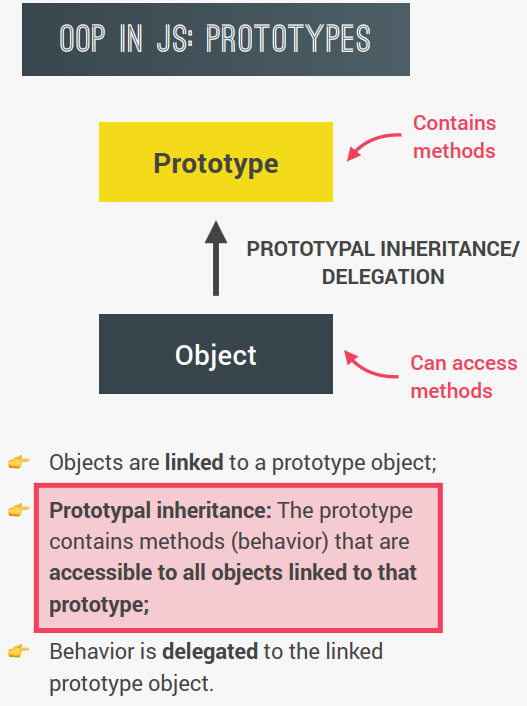 OOP IN JS: PROTOTYPES
Contains
methods
Prototype
PROTOTYPAL INHERITANCE/
DELEGATION
Object
Can access
methods
Objects are linked to a prototype object;
Prototypal inheritance: The prototype
contains methods (behavior) that are
accessible to all objects linked to that
prototype;
Behavior is delegated to the linked
prototype object.